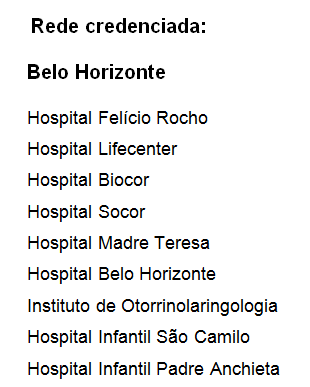 Rede credenciada:
Belo Horizonte
Hospital Felício Rocho
Hospital Lifecenter
Hospital Biocor
Hospital Socor
Hospital Madre Teresa
Hospital Belo Horizonte
Instituto de Otorrinolaringologia
Hospital Infantil São Camilo
Hospital Infantil Padre Anchieta